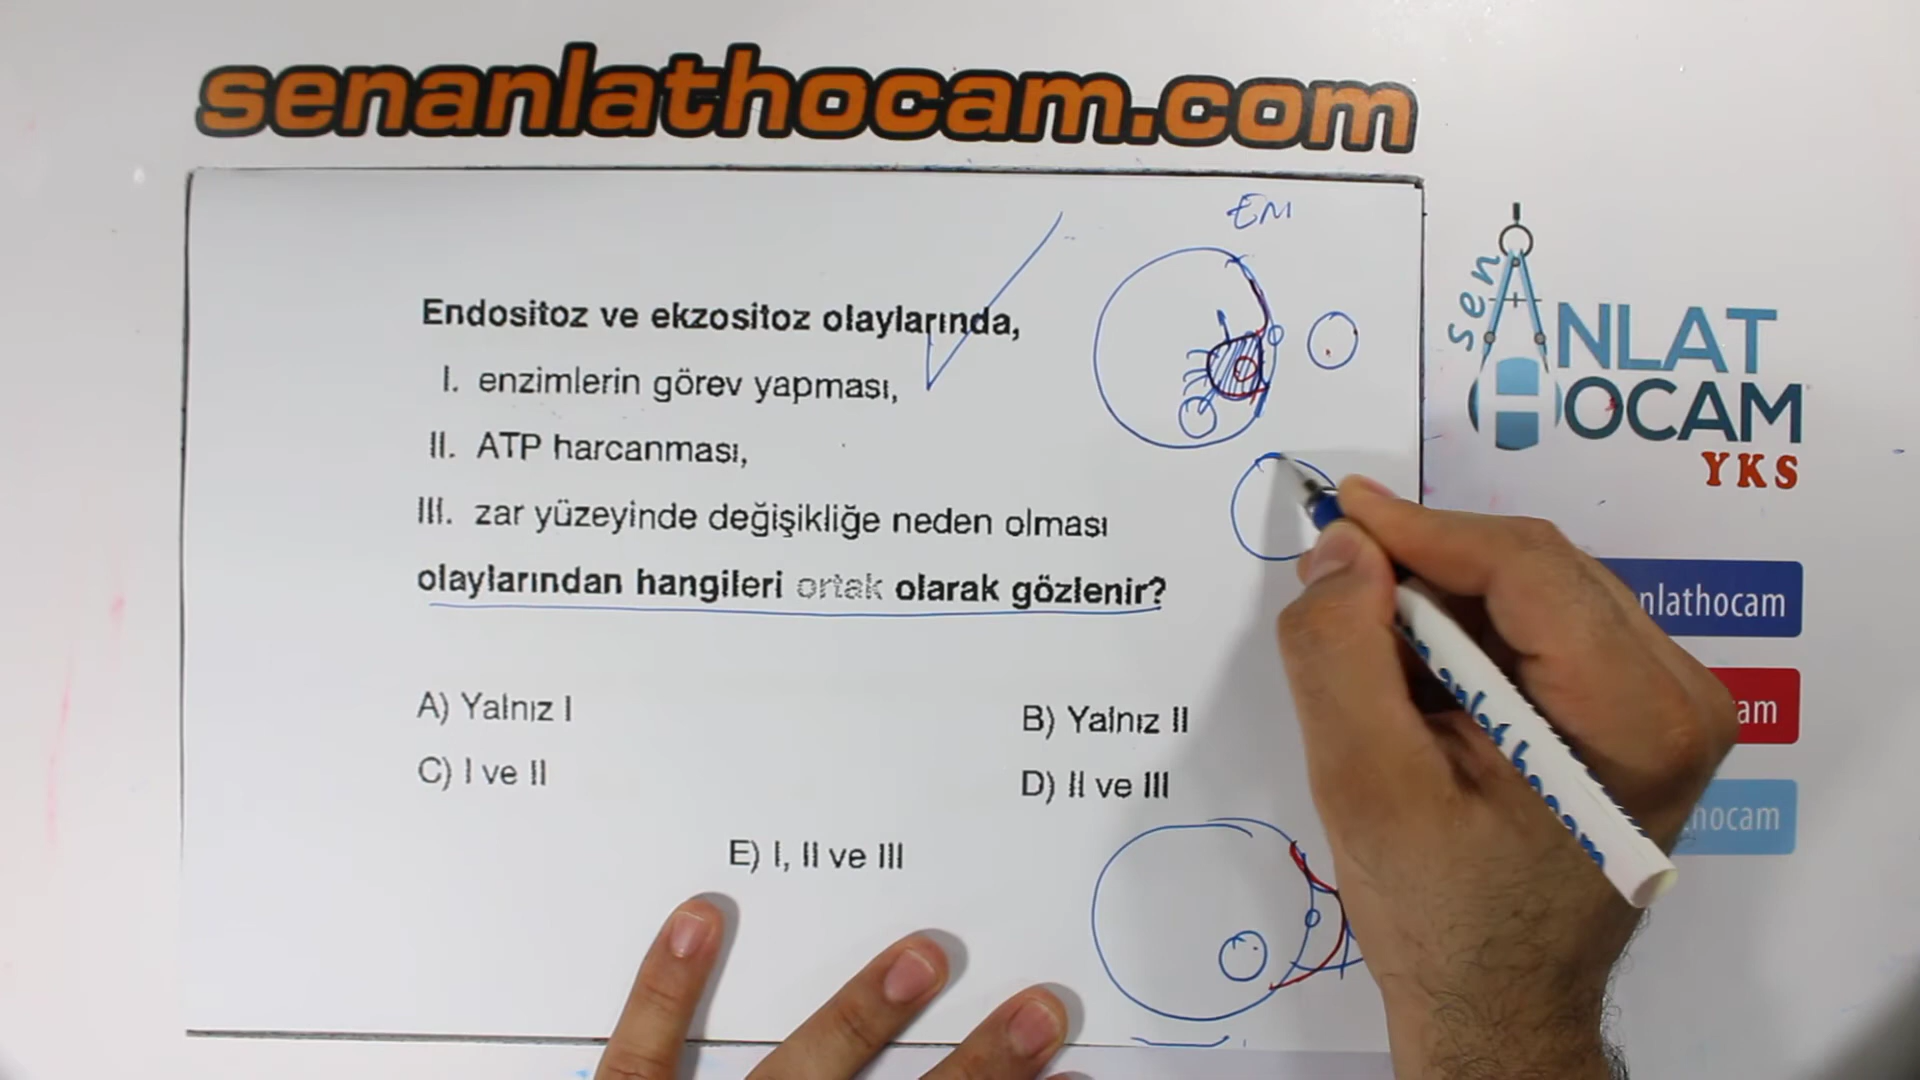 senanlathocam.com
EM
Endositoz ve ekzositoz olaylarında,
I. enzimlerin görev yapması,
II. ATP harcanması,
III. zar yüzeyinde değişikliğe neden olması
olaylarından hangileri ortak olarak gözlenir?
A) Yalnız I
B) Yalnız II
C) I ve II
D) II ve III
E) I, II ve III
sen
ANLAT
HOCAM
YKS
nlathocam
am
hocam
anlat hocam